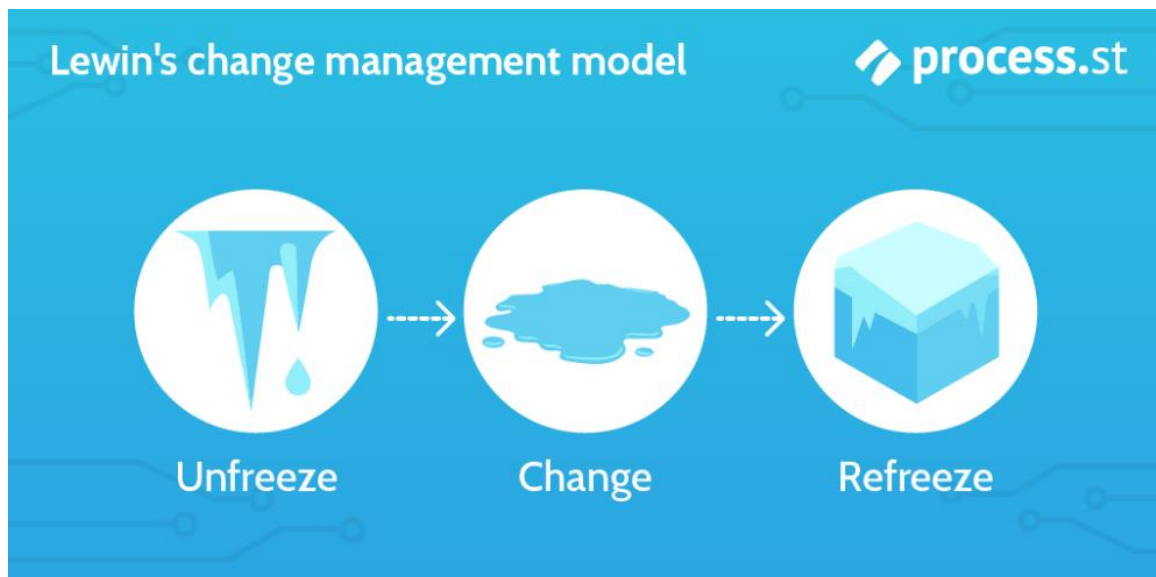 Lewin's change management model
process.st
Unfreeze
Change
Refreeze